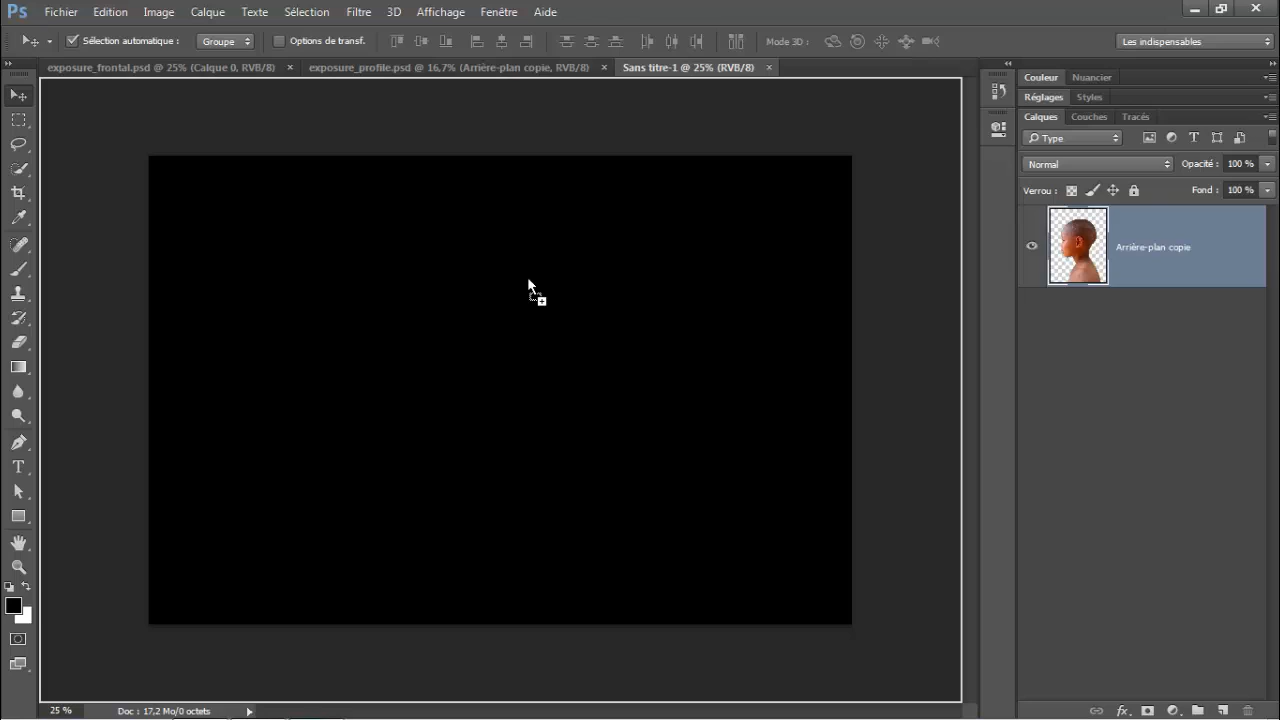 Ps Fichier Edition Image Calque Texte Sélection Filtre 3D Affichage Fenêtre Aide
Sélection automatique : Groupe Options de transf. Mode 3D : Les indispensables
exposure_frontal.psd @ 25% (Calque 0, RVB/8) × exposure_profile.psd @ 16,7% (Arrière-plan copie, RVB/8) × Sans titre-1 @ 25% (RVB/8) ×
Couleur Nuancier
Réglages Styles
Calques Couches Tracés
Type
Normal Opacité : 100 %
Verrou : Fond : 100 %
Arrière-plan copie
25 % Doc : 17,2 Mo/0 octets